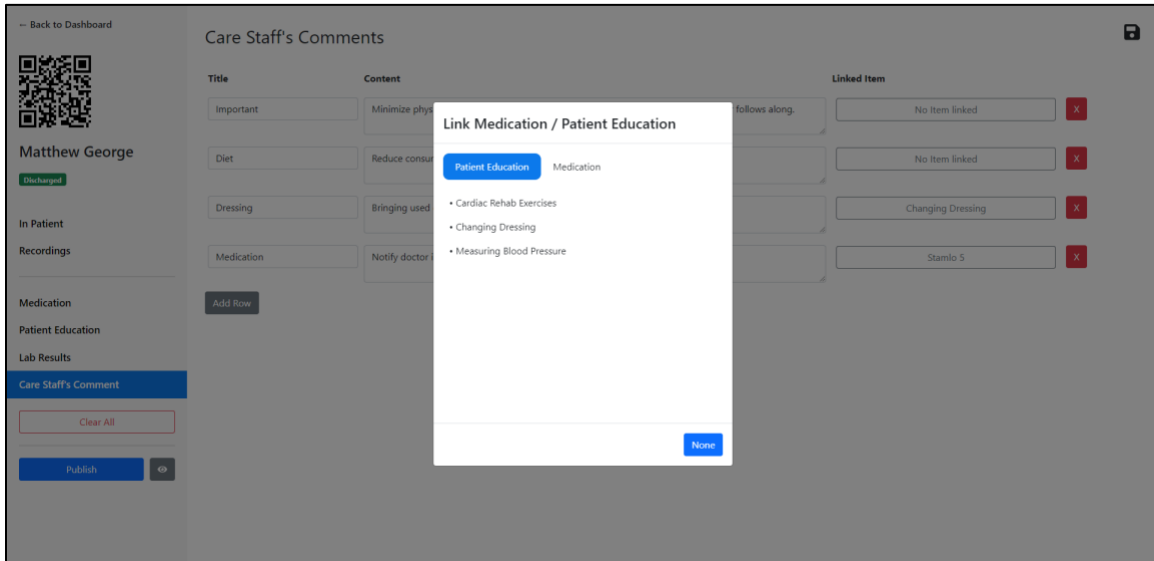 ← Back to Dashboard
Matthew George
Discharged
In Patient
Recordings
Medication
Patient Education
Lab Results
Care Staff's Comment
Clear All
Publish
Care Staff's Comments
Title Content Linked Item
Important Minimize phys follows along. No Item linked X
Diet Reduce consur No Item linked X
Dressing Bringing used Changing Dressing X
Medication Notify doctor i Stamlo 5 X
Add Row
Link Medication / Patient Education
Patient Education Medication
• Cardiac Rehab Exercises
• Changing Dressing
• Measuring Blood Pressure
None